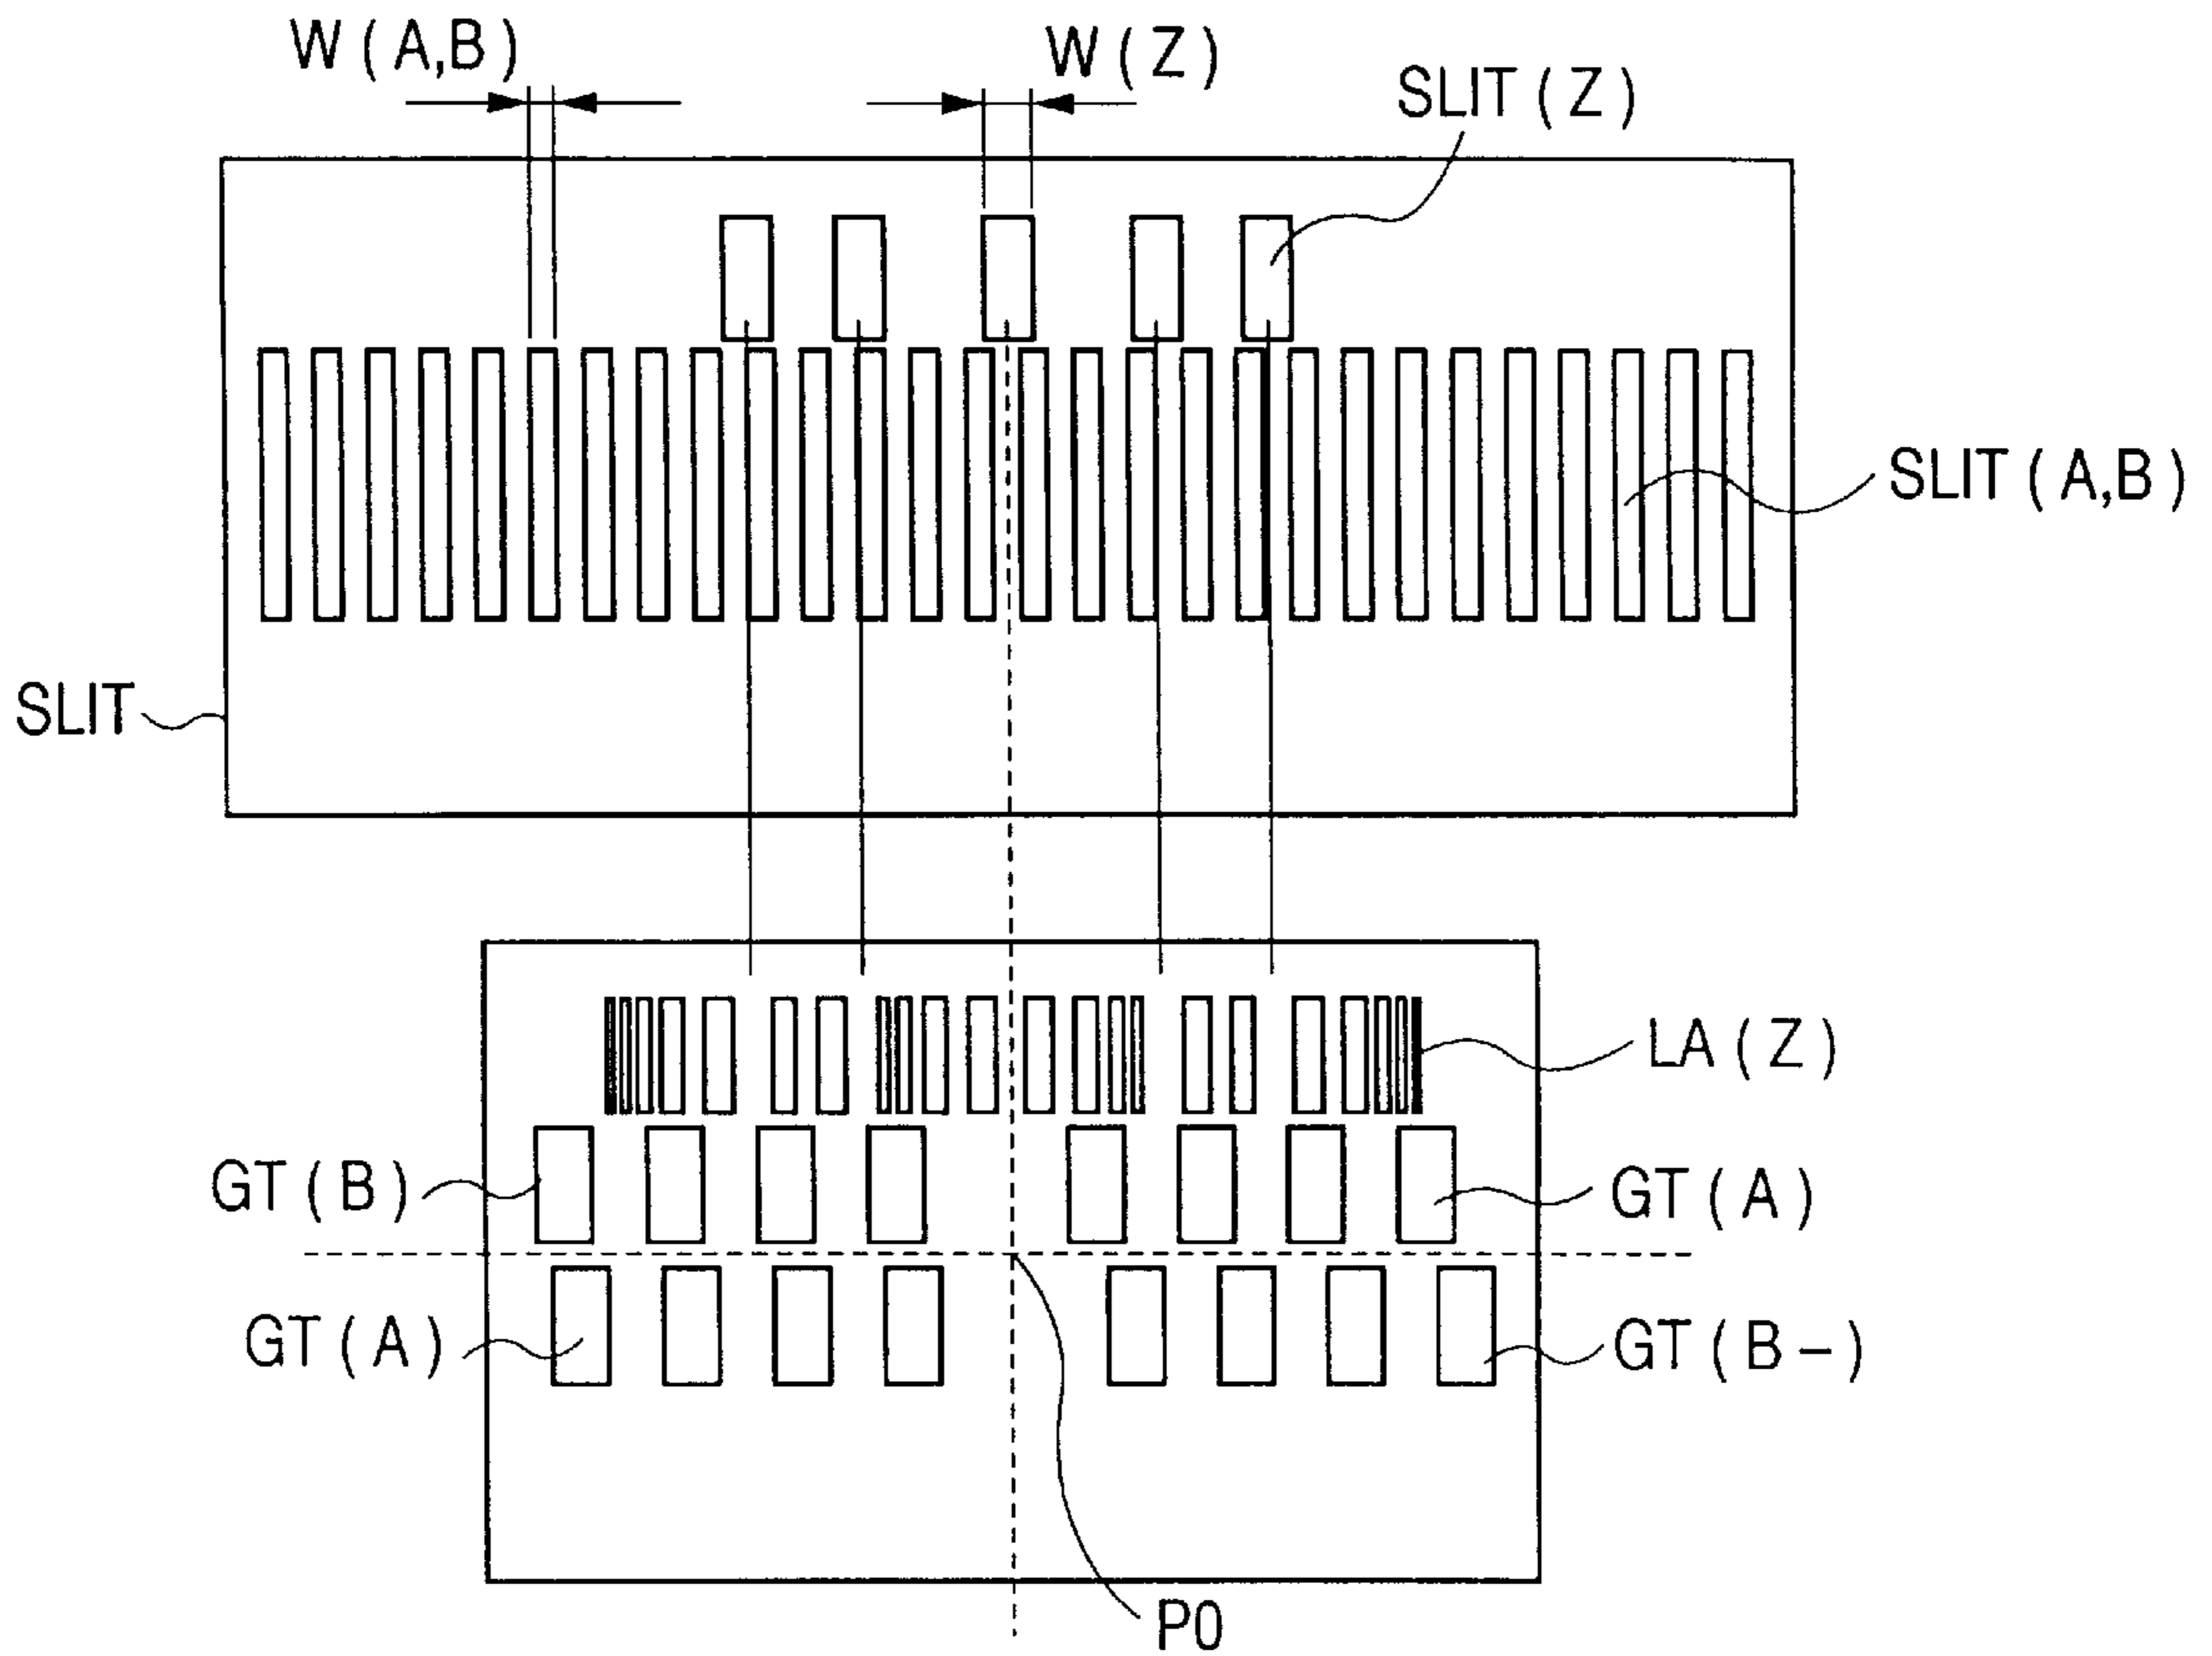 W(A,B)
W(Z)
SLIT(Z)
SLIT(A,B)
SLIT
LA(Z)
GT(B)
GT(A)
GT(A)
GT(B-)
P0